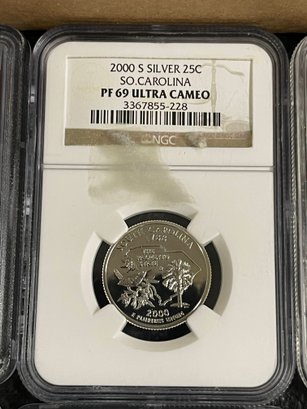 2000 S SILVER 25C
SO.CAROLINA
PF 69 ULTRA CAMEO
3367855-228
NGC
SOUTH CAROLINA
1788
THE
PALMETTO
STATE
2000
E PLURIBUS UNUM